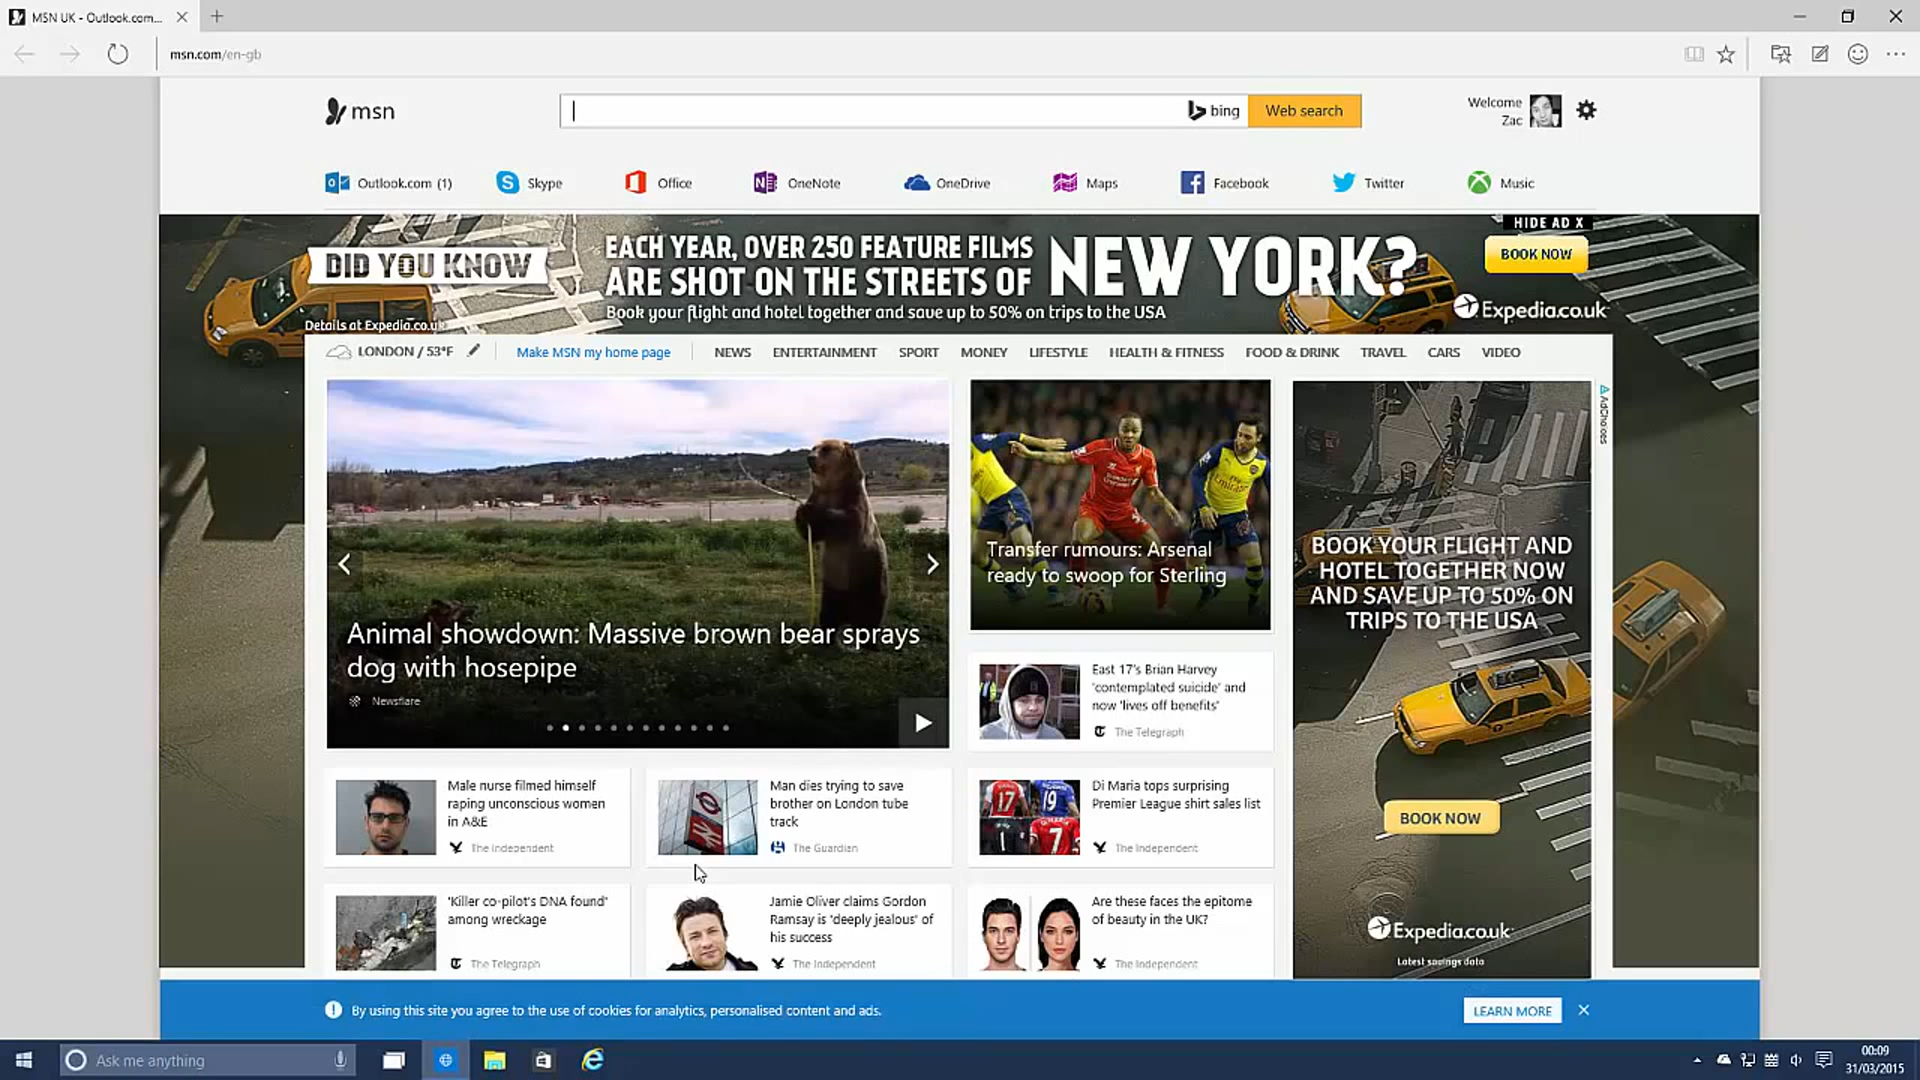 MSN UK - Outlook.com...
msn.com/en-gb
msn
bing
Web search
Welcome
Zac
Outlook.com (1)
Skype
Office
OneNote
OneDrive
Maps
Facebook
Twitter
Music
HIDE AD X
DID YOU KNOW
EACH YEAR, OVER 250 FEATURE FILMS
ARE SHOT ON THE STREETS OF
NEW YORK?
Book your flight and hotel together and save up to 50% on trips to the USA
BOOK NOW
Expedia.co.uk
Details at Expedia.co.uk
LONDON / 53°F
Make MSN my home page
NEWS
ENTERTAINMENT
SPORT
MONEY
LIFESTYLE
HEALTH & FITNESS
FOOD & DRINK
TRAVEL
CARS
VIDEO
AdChoices
Animal showdown: Massive brown bear sprays
dog with hosepipe
Newsflare
Transfer rumours: Arsenal
ready to swoop for Sterling
BOOK YOUR FLIGHT AND
HOTEL TOGETHER NOW
AND SAVE UP TO 50% ON
TRIPS TO THE USA
BOOK NOW
Expedia.co.uk
Latest savings data
East 17's Brian Harvey
'contemplated suicide' and
now 'lives off benefits'
The Telegraph
Male nurse filmed himself
raping unconscious women
in A&E
The Independent
Man dies trying to save
brother on London tube
track
The Guardian
Di Maria tops surprising
Premier League shirt sales list
The Independent
17
19
1
7
'Killer co-pilot's DNA found'
among wreckage
The Telegraph
Jamie Oliver claims Gordon
Ramsay is 'deeply jealous' of
his success
The Independent
Are these faces the epitome
of beauty in the UK?
The Independent
By using this site you agree to the use of cookies for analytics, personalised content and ads.
LEARN MORE
Ask me anything
00:09
31/03/2015